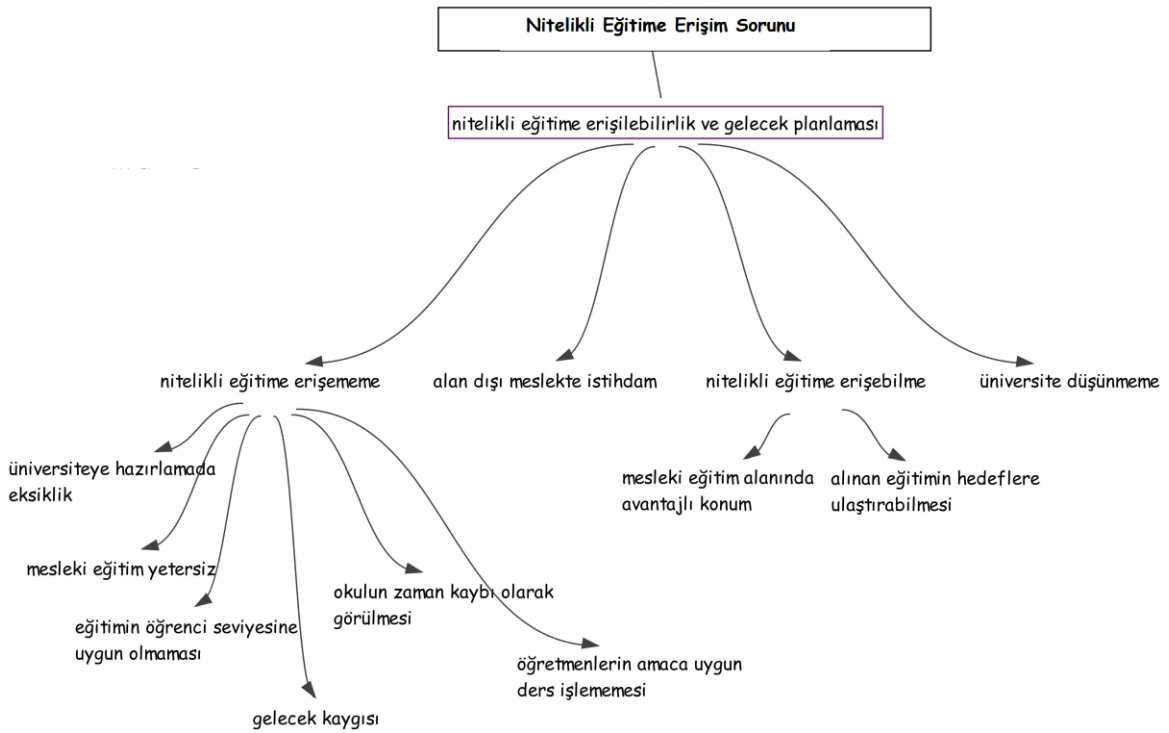 Nitelikli Eğitime Erişim Sorunu
nitelikli eğitime erişilebilirlik ve gelecek planlaması
nitelikli eğitime erişememe
alan dışı meslekte istihdam
nitelikli eğitime erişebilme
üniversite düşünmeme
üniversiteye hazırlamada
eksiklik
mesleki eğitim alanında
avantajlı konum
alınan eğitimin hedeflere
ulaştırabilmesi
mesleki eğitim yetersiz
okulun zaman kaybı olarak
görülmesi
eğitimin öğrenci seviyesine
uygun olmaması
öğretmenlerin amaca uygun
ders işlememesi
gelecek kaygısı